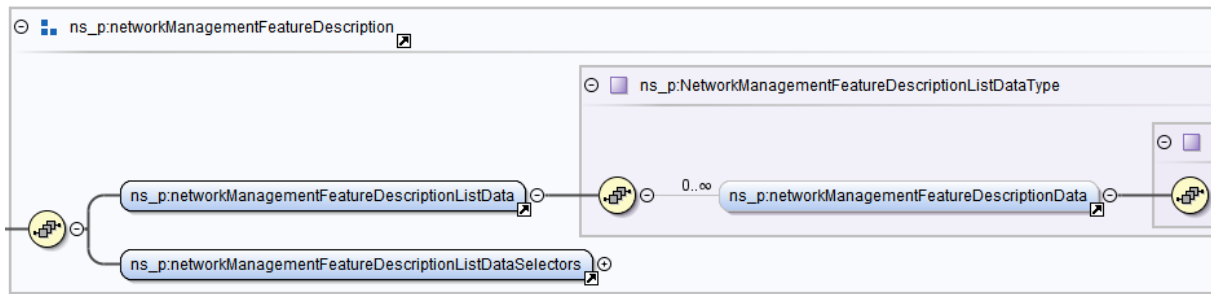 ns_p:networkManagementFeatureDescription
ns_p:NetworkManagementFeatureDescriptionListDataType
0..∞
ns_p:networkManagementFeatureDescriptionListData
ns_p:networkManagementFeatureDescriptionData
ns_p:networkManagementFeatureDescriptionListDataSelectors